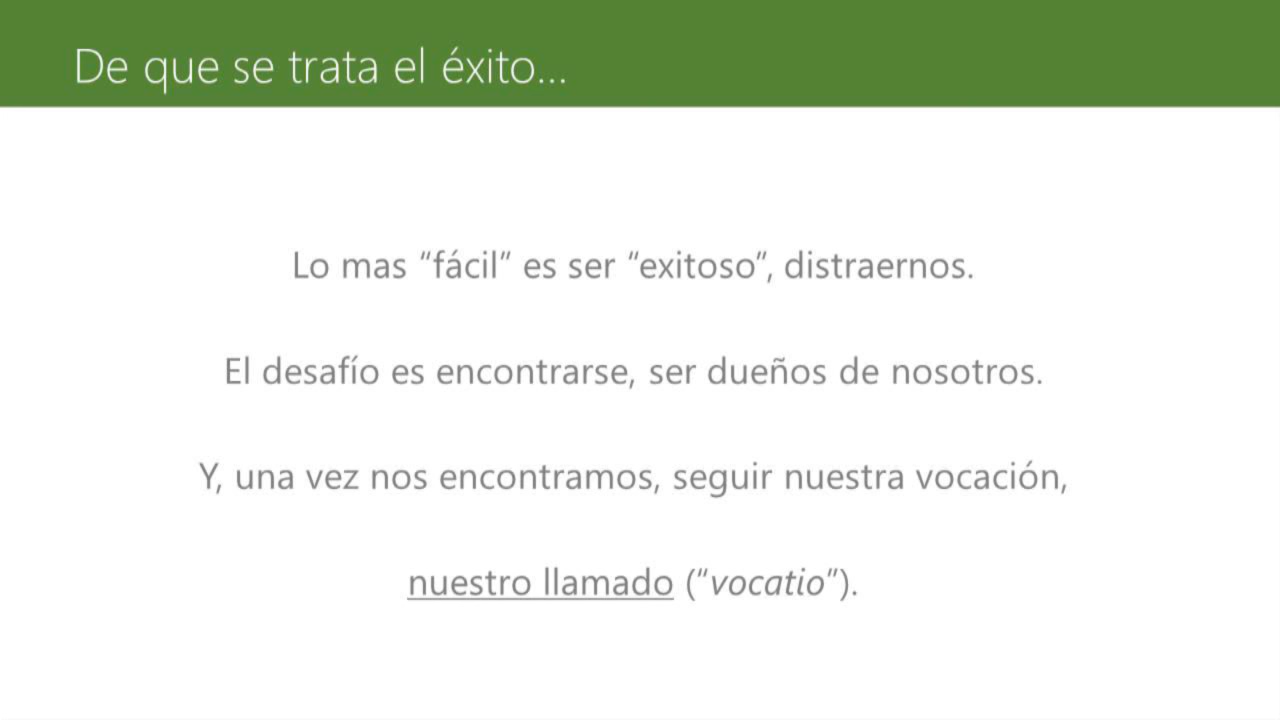 De que se trata el éxito...
Lo mas “fácil” es ser “exitoso”, distraernos.
El desafío es encontrarse, ser dueños de nosotros.
Y, una vez nos encontramos, seguir nuestra vocación,
nuestro llamado (“vocatio”).